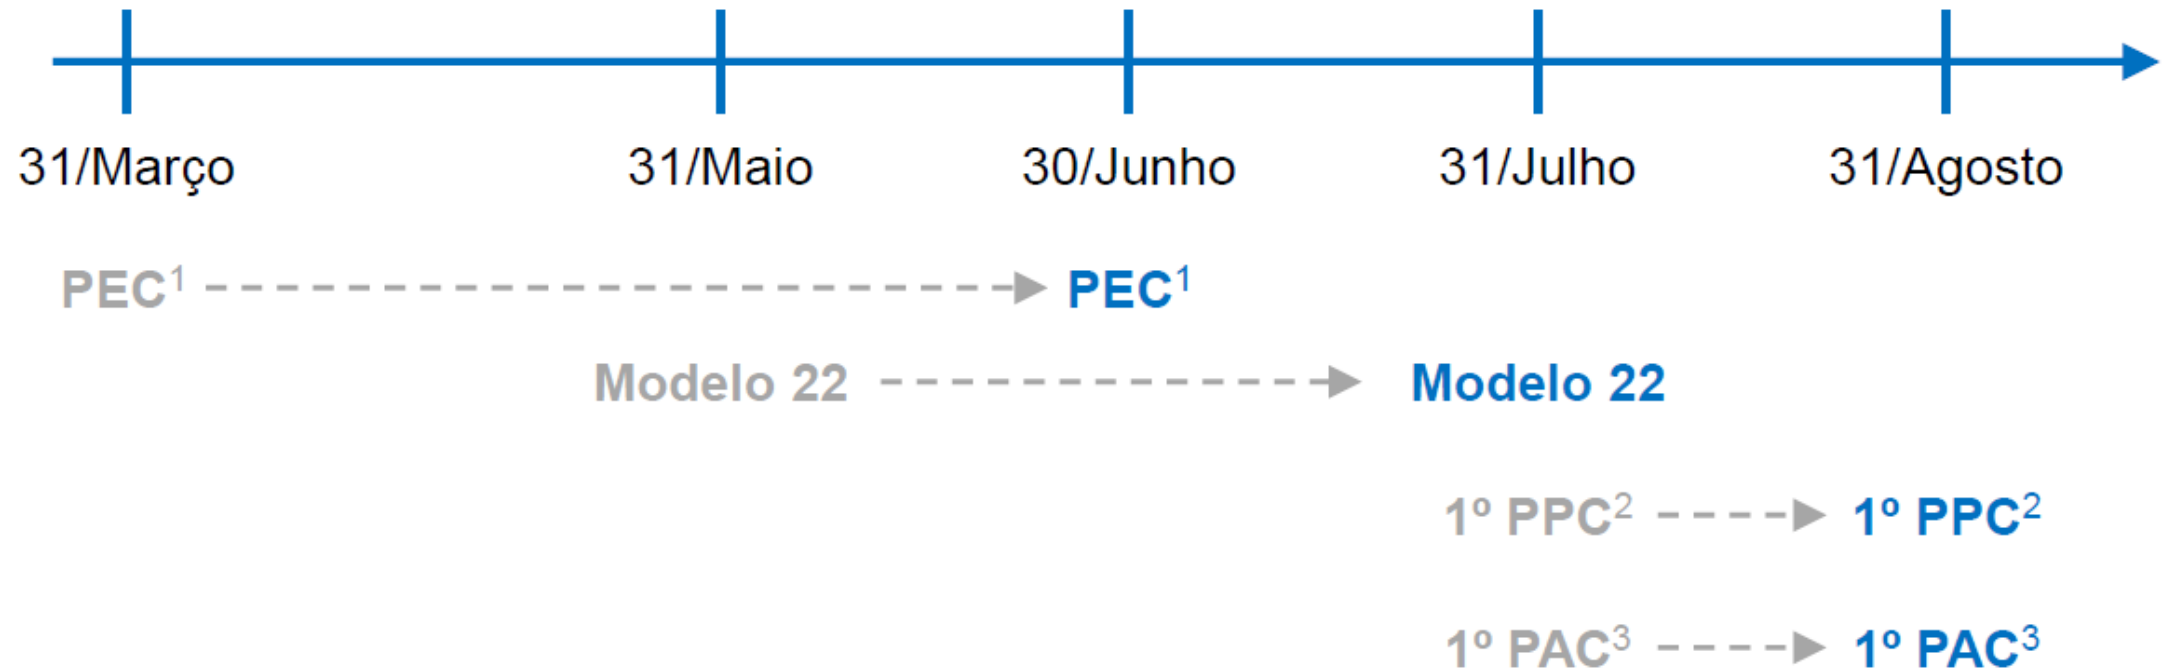 31/Março 31/Maio 30/Junho 31/Julho 31/Agosto
PEC¹ PEC¹
Modelo 22 Modelo 22
1º PPC² 1º PPC²
1º PAC³ 1º PAC³